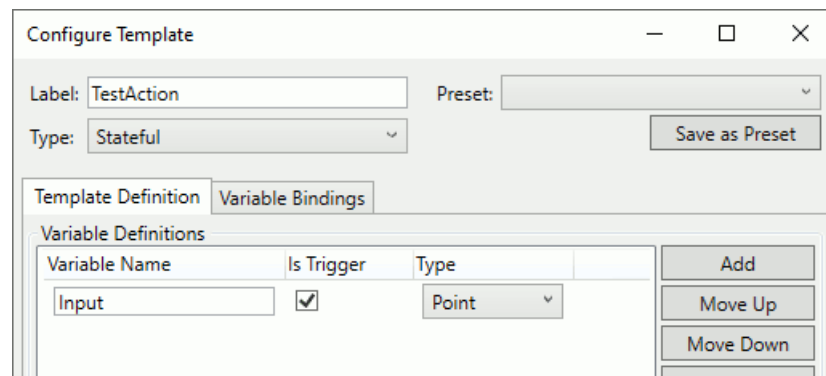 Configure Template
Label: TestAction Preset:
Type: Stateful Save as Preset
Template Definition Variable Bindings
Variable Definitions
Variable Name Is Trigger Type Add
Input Point Move Up
Move Down